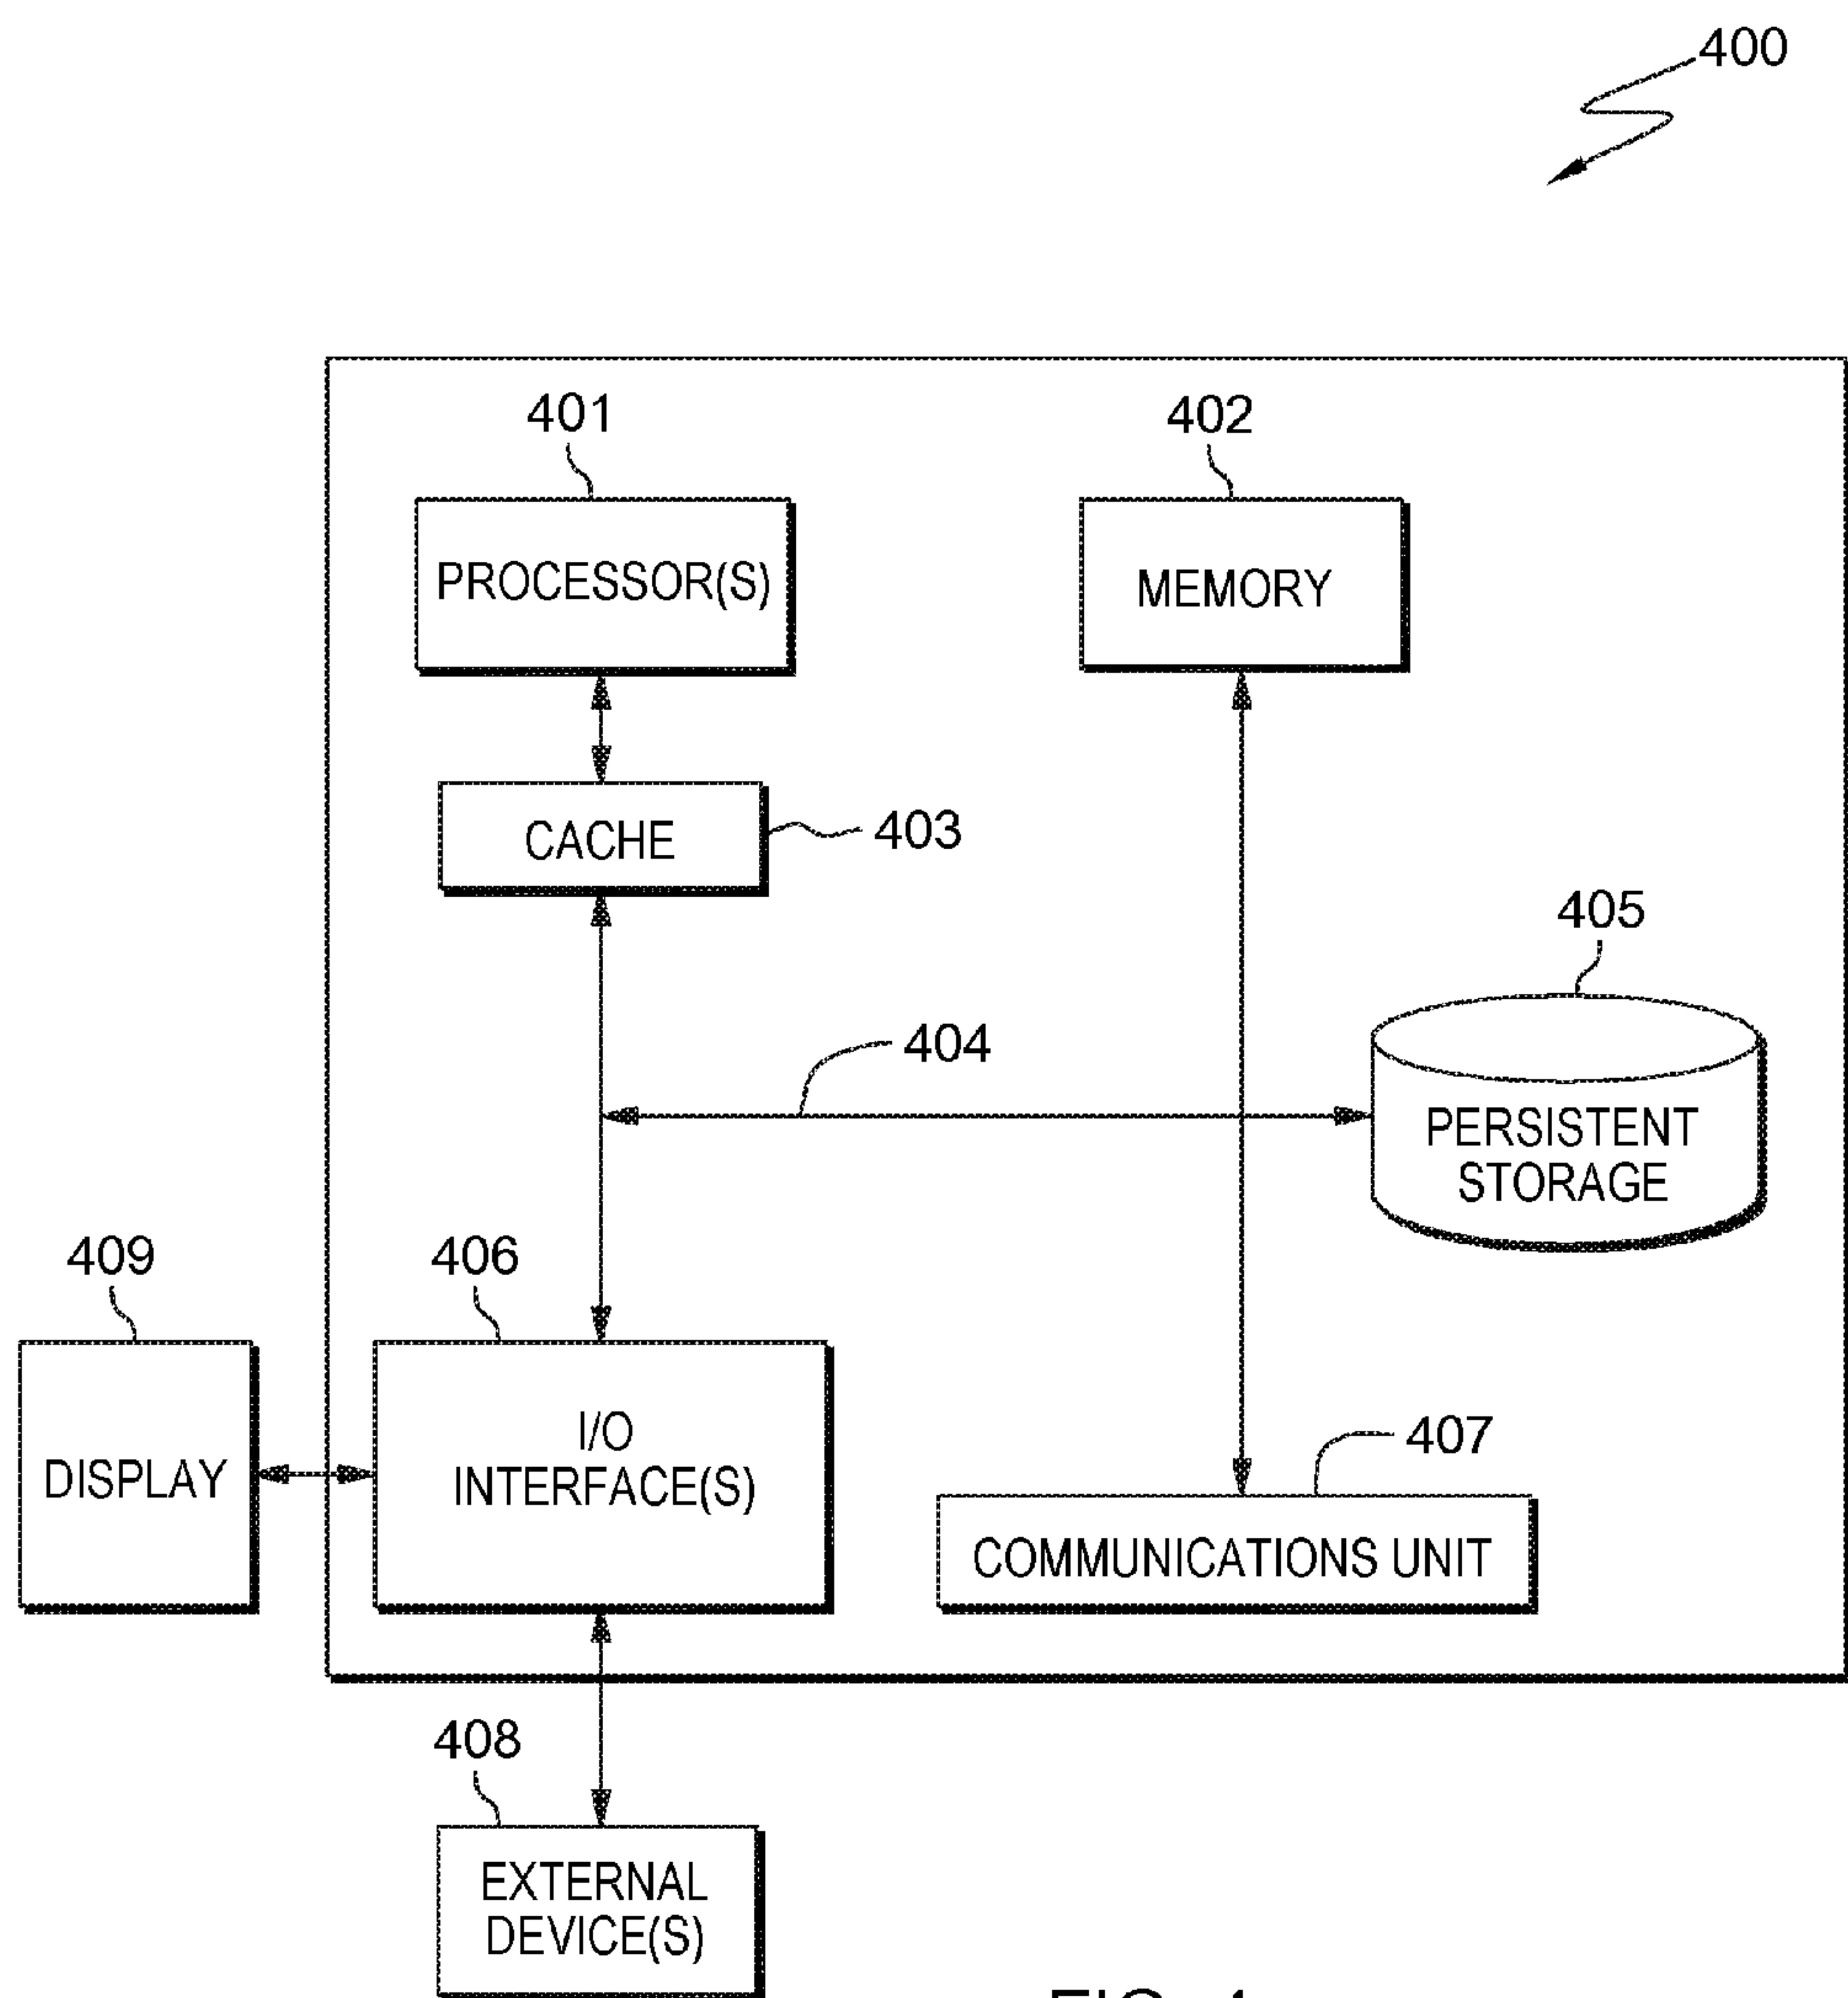 400
401
402
PROCESSOR(S)
MEMORY
CACHE
403
405
404
PERSISTENT
STORAGE
409
406
I/O
INTERFACE(S)
DISPLAY
407
COMMUNICATIONS UNIT
408
EXTERNAL
DEVICE(S)